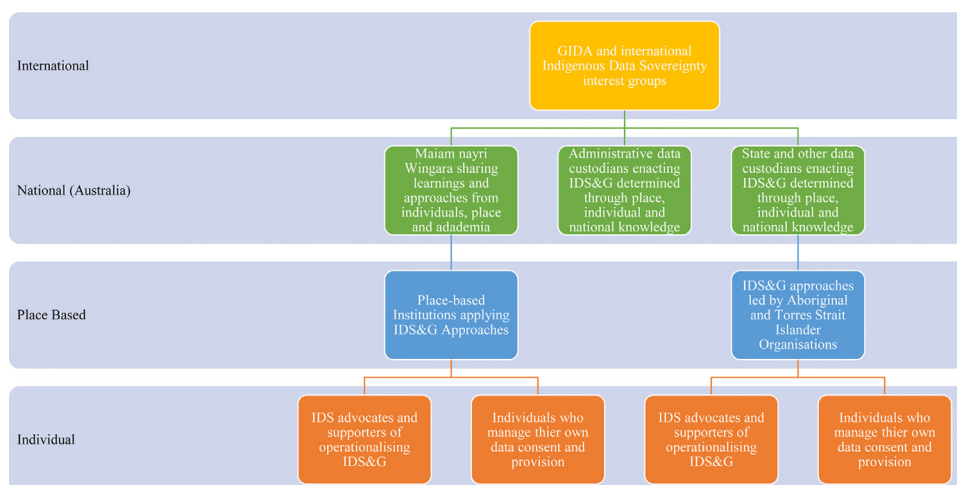 International
GIDA and international
Indigenous Data Sovereignty
interest groups
National (Australia)
Maiam nayri
Wingara sharing
learnings and
approaches from
individuals, place
and adademia
Administrative data
custodians enacting
IDS&G determined
through place,
individual and
national knowledge
State and other data
custodians enacting
IDS&G determined
through place,
individual and
national knowledge
Place Based
Place-based
Institutions applying
IDS&G Approaches
IDS&G approaches
led by Aboriginal
and Torres Strait
Islander
Organisations
Individual
IDS advocates and
supporters of
operationalising
IDS&G
Individuals who
manage thier own
data consent and
provision
IDS advocates and
supporters of
operationalising
IDS&G
Individuals who
manage thier own
data consent and
provision